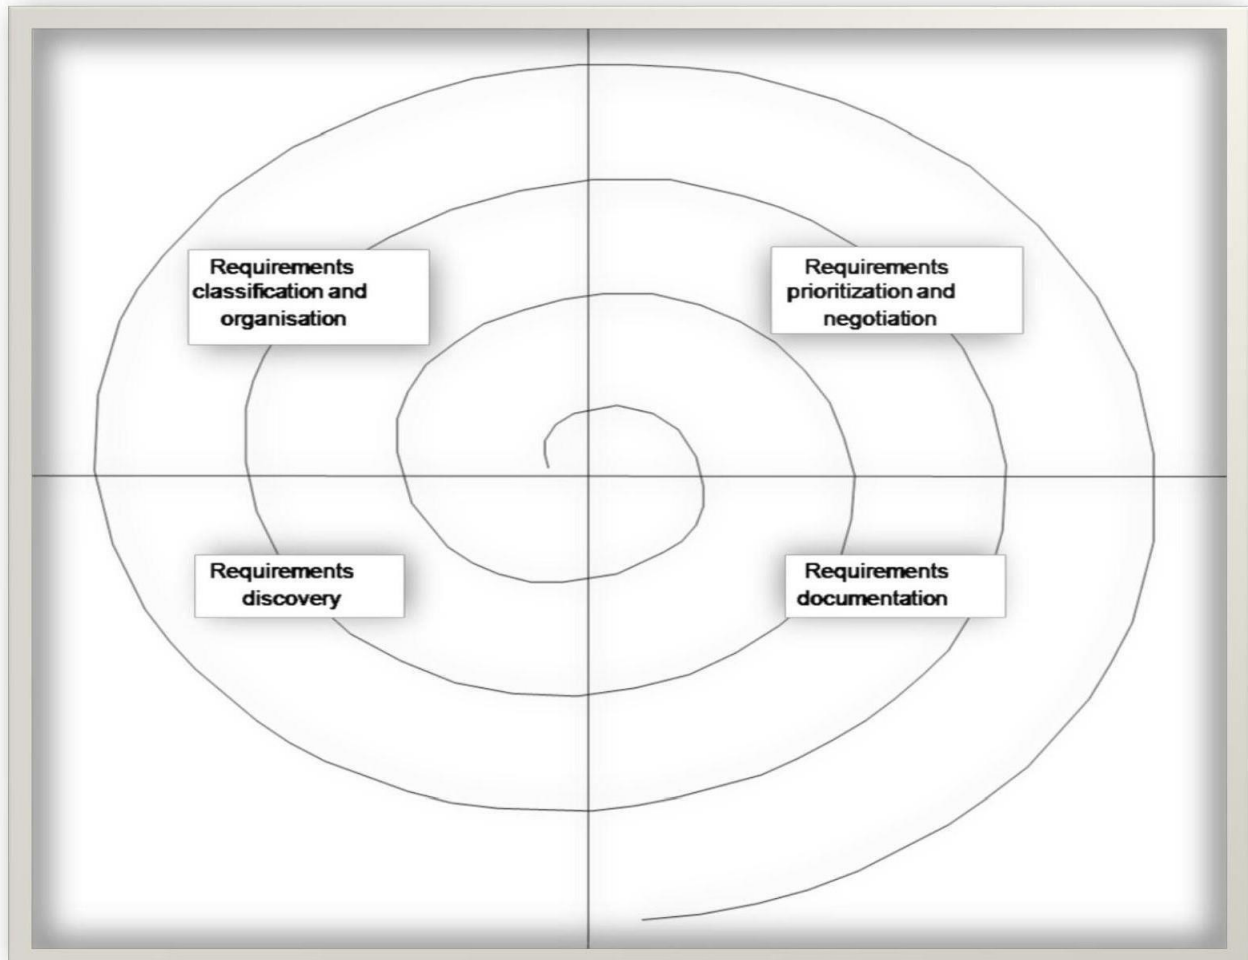 Requirements
classification and
organisation
Requirements
prioritization and
negotiation
Requirements
discovery
Requirements
documentation